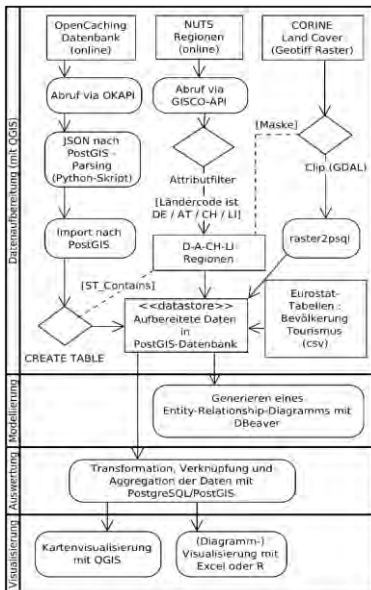 OpenCaching
Datenbank
(online)
NUTS
Regionen
(online)
CORINE
Land Cover
(Geotiff Raster)
Abruf via OKAPI
Abruf via
GISCO-API
[Maske]
JSON nach
PostGIS -
Parsing
(Python-Skript)
Attributfilter
Clip (GDAL)
[Ländercode ist
DE / AT / CH / LI]
Import nach
PostGIS
D-A-CH-LI
Regionen
raster2psql
[ST_Contains]
<<datastore>>
Aufbereitete Daten
in
PostGIS-Datenbank
Eurostat-
Tabellen :
Bevölkerung
Tourismus
(csv)
CREATE TABLE
Datenaufbereitung (mit QGIS)
Generieren eines
Entity-Relationship-Diagramms mit
DBeaver
Modellierung
Transformation, Verknüpfung und
Aggregation der Daten mit
PostgreSQL/PostGIS
Auswertung
Kartenvisualisierung
mit QGIS
(Diagramm-)
Visualisierung mit
Excel oder R
Visualisierung